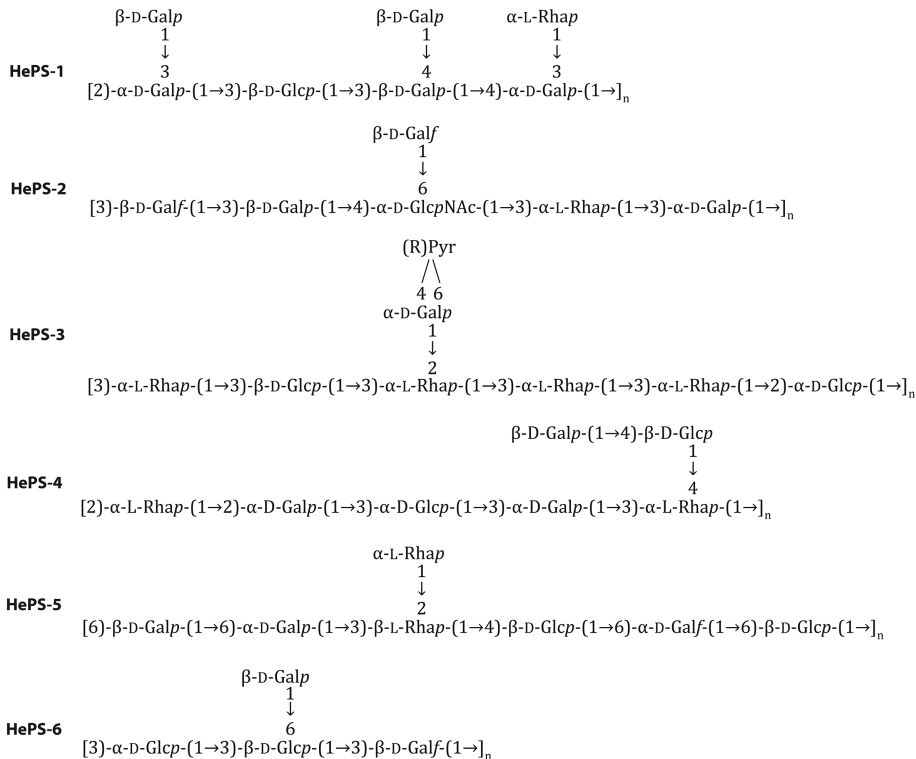 β-D-Galp β-D-Galp α-L-Rhap
1 1 1
↓ ↓ ↓
HePS-1 3 4 3
[2)-α-D-Galp-(1→3)-β-D-Glcp-(1→3)-β-D-Galp-(1→4)-α-D-Galp-(1→]n
β-D-Galf
1
↓
HePS-2 6
[3)-β-D-Galf-(1→3)-β-D-Galp-(1→4)-α-D-GlcpNAc-(1→3)-α-L-Rhap-(1→3)-α-D-Galp-(1→]n
(R)Pyr
4 6
α-D-Galp
HePS-3 1
↓
2
[3)-α-L-Rhap-(1→3)-β-D-Glcp-(1→3)-α-L-Rhap-(1→3)-α-L-Rhap-(1→3)-α-L-Rhap-(1→2)-α-D-Glcp-(1→]n
β-D-Galp-(1→4)-β-D-Glcp
1
↓
HePS-4 4
[2)-α-L-Rhap-(1→2)-α-D-Galp-(1→3)-α-D-Glcp-(1→3)-α-D-Galp-(1→3)-α-L-Rhap-(1→]n
α-L-Rhap
1
↓
HePS-5 2
[6)-β-D-Galp-(1→6)-α-D-Galp-(1→3)-β-L-Rhap-(1→4)-β-D-Glcp-(1→6)-α-D-Galf-(1→6)-β-D-Glcp-(1→]n
β-D-Galp
1
↓
HePS-6 6
[3)-α-D-Glcp-(1→3)-β-D-Glcp-(1→3)-β-D-Galf-(1→]n